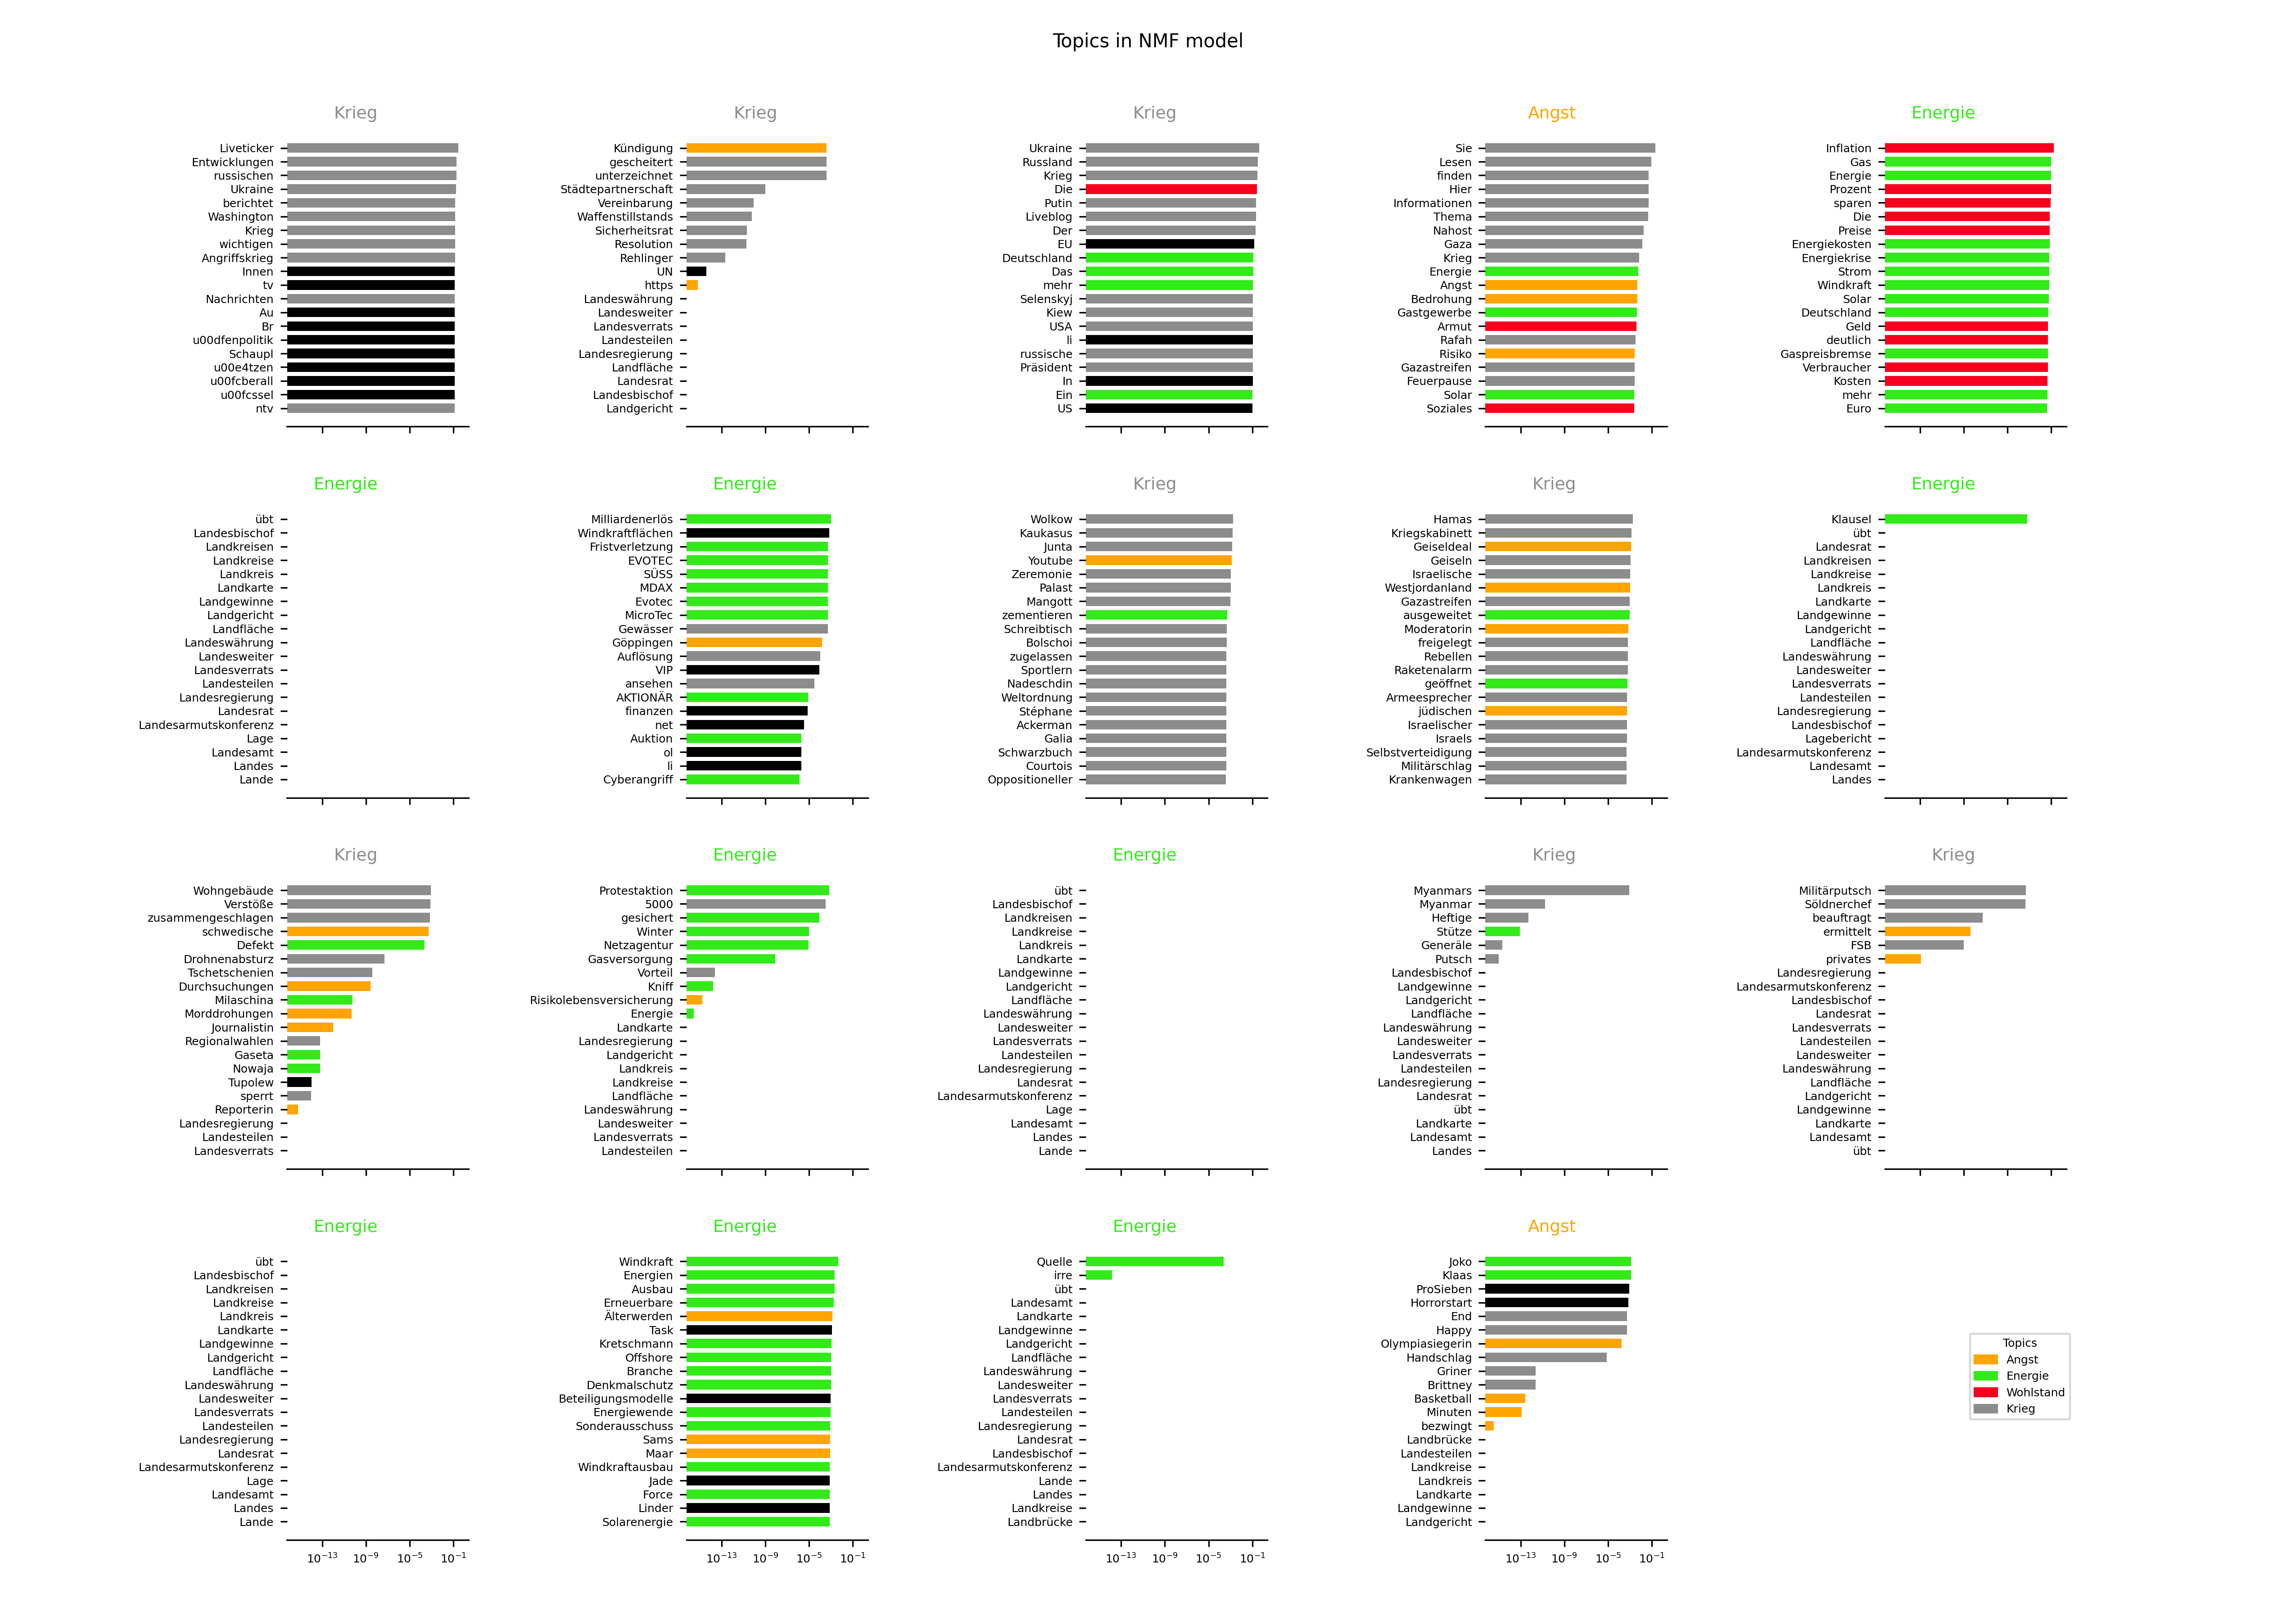 Topics in NMF model
Krieg
Liveticker
Entwicklungen
russischen
Ukraine
berichtet
Washington
Krieg
wichtigen
Angriffskrieg
Innen
tv
Nachrichten
Au
Br
u00dfenpolitik
Schaupl
u00e4tzen
u00fcberall
u00fcssel
ntv
Krieg
Kündigung
gescheitert
unterzeichnet
Städtepartnerschaft
Vereinbarung
Waffenstillstands
Sicherheitsrat
Resolution
Rehlinger
UN
https
Landeswährung
Landesweiter
Landesverrats
Landesteilen
Landesregierung
Landfläche
Landesrat
Landesbischof
Landgericht
Krieg
Ukraine
Russland
Krieg
Die
Putin
Liveblog
Der
EU
Deutschland
Das
mehr
Selenskyj
Kiew
USA
li
russische
Präsident
In
Ein
US
Angst
Sie
Lesen
finden
Hier
Informationen
Thema
Nahost
Gaza
Krieg
Energie
Angst
Bedrohung
Gastgewerbe
Armut
Rafah
Risiko
Gazastreifen
Feuerpause
Solar
Soziales
Energie
Inflation
Gas
Energie
Prozent
sparen
Die
Preise
Energiekosten
Energiekrise
Strom
Windkraft
Solar
Deutschland
Geld
deutlich
Gaspreisbremse
Verbraucher
Kosten
mehr
Euro
Energie
übt
Landesbischof
Landkreisen
Landkreise
Landkreis
Landkarte
Landgewinne
Landgericht
Landfläche
Landeswährung
Landesweiter
Landesverrats
Landesteilen
Landesregierung
Landesrat
Landesarmutskonferenz
Lage
Landesamt
Landes
Lande
Energie
Milliardenerlös
Windkraftflächen
Fristverletzung
EVOTEC
SÜSS
MDAX
Evotec
MicroTec
Gewässer
Göppingen
Auflösung
VIP
ansehen
AKTIONÄR
finanzen
net
Auktion
ol
li
Cyberangriff
Krieg
Wolkow
Kaukasus
Junta
Youtube
Zeremonie
Palast
Mangott
zementieren
Schreibtisch
Bolschoi
zugelassen
Sportlern
Nadeschdin
Weltordnung
Stéphane
Ackerman
Galia
Schwarzbuch
Courtois
Oppositioneller
Krieg
Hamas
Kriegskabinett
Geiseldeal
Geiseln
Israelische
Westjordanland
Gazastreifen
ausgeweitet
Moderatorin
freigelegt
Rebellen
Raketenalarm
geöffnet
Armeesprecher
jüdischen
Israelischer
Israels
Selbstverteidigung
Militärschlag
Krankenwagen
Energie
Klausel
übt
Landesrat
Landkreisen
Landkreise
Landkreis
Landkarte
Landgewinne
Landgericht
Landfläche
Landeswährung
Landesweiter
Landesverrats
Landesteilen
Landesregierung
Landesbischof
Lagebericht
Landesarmutskonferenz
Landesamt
Landes
Krieg
Wohngebäude
Verstöße
zusammengeschlagen
schwedische
Defekt
Drohnenabsturz
Tschetschenien
Durchsuchungen
Milaschina
Morddrohungen
Journalistin
Regionalwahlen
Gaseta
Nowaja
Tupolew
sperrt
Reporterin
Landesregierung
Landesteilen
Landesverrats
Energie
Protestaktion
5000
gesichert
Winter
Netzagentur
Gasversorgung
Vorteil
Kniff
Risikolebensversicherung
Energie
Landkarte
Landesregierung
Landgericht
Landkreis
Landkreise
Landfläche
Landeswährung
Landesweiter
Landesverrats
Landesteilen
Energie
übt
Landesbischof
Landkreisen
Landkreise
Landkreis
Landkarte
Landgewinne
Landgericht
Landfläche
Landeswährung
Landesweiter
Landesverrats
Landesteilen
Landesregierung
Landesrat
Landesarmutskonferenz
Lage
Landesamt
Landes
Lande
Krieg
Myanmars
Myanmar
Heftige
Stütze
Generäle
Putsch
Landesbischof
Landgewinne
Landgericht
Landfläche
Landeswährung
Landesweiter
Landesverrats
Landesteilen
Landesregierung
Landesrat
übt
Landkarte
Landesamt
Landes
Krieg
Militärputsch
Söldnerchef
beauftragt
ermittelt
FSB
privates
Landesregierung
Landesarmutskonferenz
Landesbischof
Landesrat
Landesverrats
Landesteilen
Landesweiter
Landeswährung
Landfläche
Landgericht
Landgewinne
Landkarte
Landesamt
übt
Energie
übt
Landesbischof
Landkreisen
Landkreise
Landkreis
Landkarte
Landgewinne
Landgericht
Landfläche
Landeswährung
Landesweiter
Landesverrats
Landesteilen
Landesregierung
Landesrat
Landesarmutskonferenz
Lage
Landesamt
Landes
Lande
10⁻¹³ 10⁻⁹ 10⁻⁵ 10⁻¹
Energie
Windkraft
Energien
Ausbau
Erneuerbare
Älterwerden
Task
Kretschmann
Offshore
Branche
Denkmalschutz
Beteiligungsmodelle
Energiewende
Sonderausschuss
Sams
Maar
Windkraftausbau
Jade
Force
Linder
Solarenergie
10⁻¹³ 10⁻⁹ 10⁻⁵ 10⁻¹
Energie
Quelle
irre
übt
Landesamt
Landkarte
Landgewinne
Landgericht
Landfläche
Landeswährung
Landesweiter
Landesverrats
Landesteilen
Landesregierung
Landesrat
Landesbischof
Landesarmutskonferenz
Lande
Landes
Landkreise
Landbrücke
10⁻¹³ 10⁻⁹ 10⁻⁵ 10⁻¹
Angst
Joko
Klaas
ProSieben
Horrorstart
End
Happy
Olympiasiegerin
Handschlag
Griner
Brittney
Basketball
Minuten
bezwingt
Landbrücke
Landesteilen
Landkreise
Landkreis
Landkarte
Landgewinne
Landgericht
10⁻¹³ 10⁻⁹ 10⁻⁵ 10⁻¹
Topics
Angst
Energie
Wohlstand
Krieg